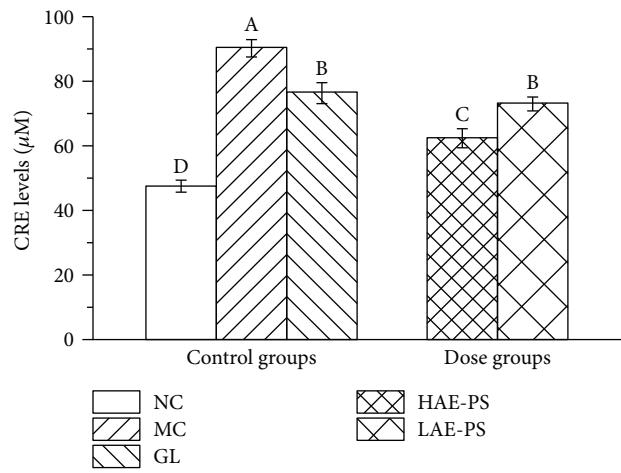 100
80
60
40
20
0
CRE levels (μM)
D
A
B
C
B
Control groups
Dose groups
NC
MC
GL
HAE-PS
LAE-PS